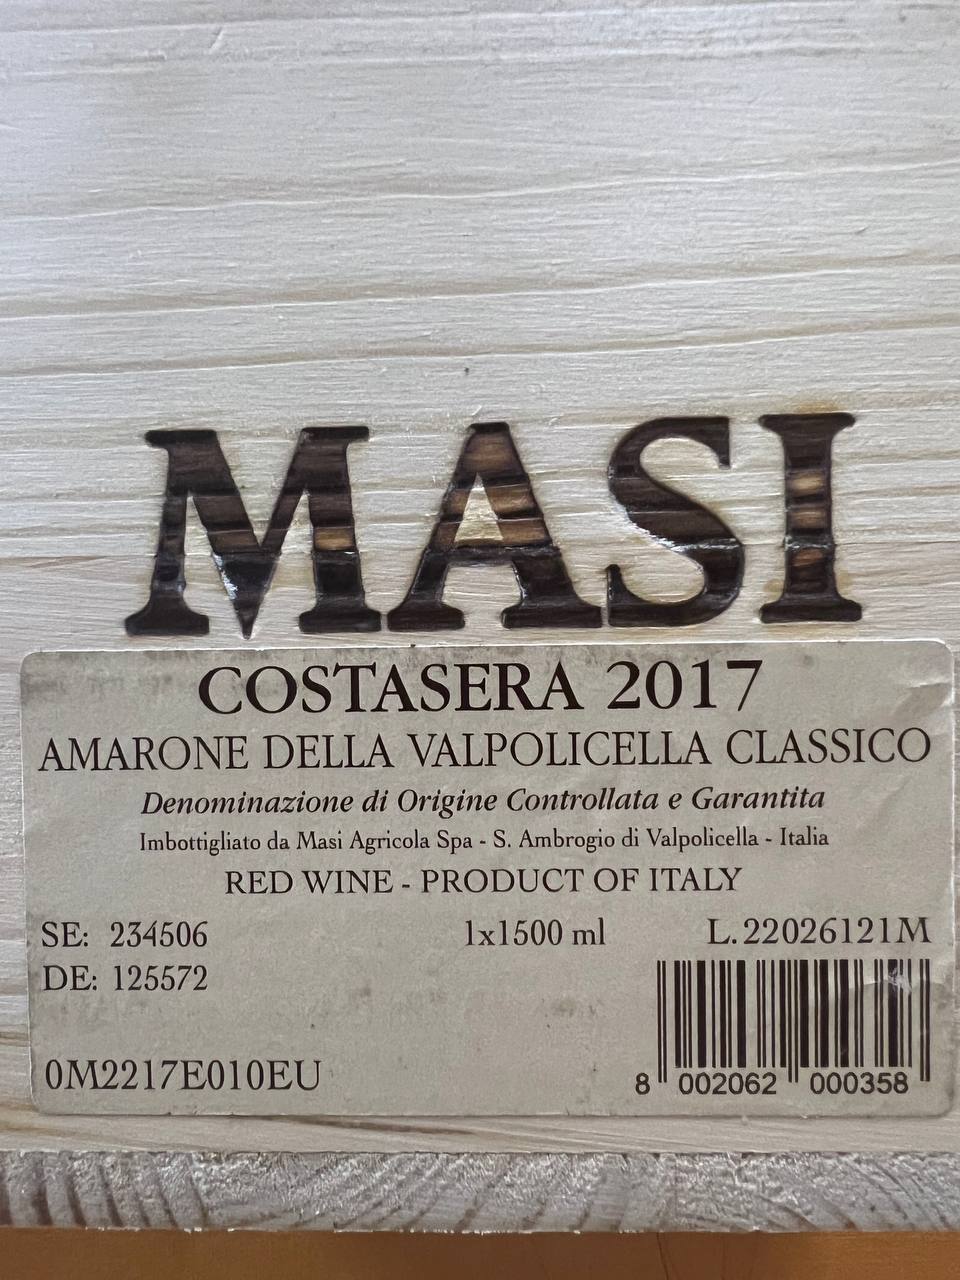 MASI
COSTASERA 2017
AMARONE DELLA VALPOLICELLA CLASSICO
Denominazione di Origine Controllata e Garantita
Imbottigliato da Masi Agricola Spa - S. Ambrogio di Valpolicella - Italia
RED WINE - PRODUCT OF ITALY
SE: 234506 1x1500 ml L.22026121M
DE: 125572
0M2217E010EU
8 002062 000358